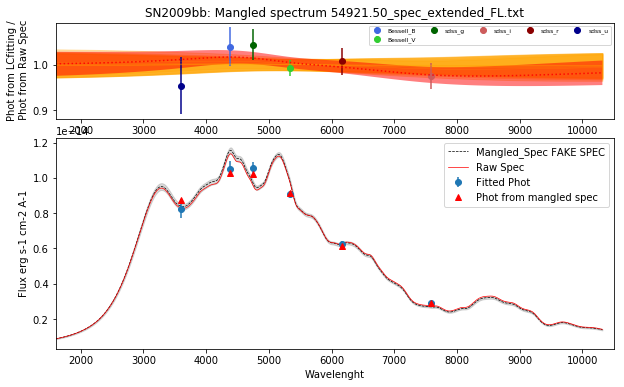 SN2009bb: Mangled spectrum 54921.50_spec_extended_FL.txt
Phot from LCfitting /
Phot from Raw Spec
1.0
0.9
Bessell_B
Bessell_V
sdss_g
sdss_i
sdss_r
sdss_u
2000 3000 4000 5000 6000 7000 8000 9000 10000
1e-14
Flux erg s-1 cm-2 A-1
1.2
1.0
0.8
0.6
0.4
0.2
Mangled_Spec FAKE SPEC
Raw Spec
Fitted Phot
Phot from mangled spec
2000 3000 4000 5000 6000 7000 8000 9000 10000
Wavelenght